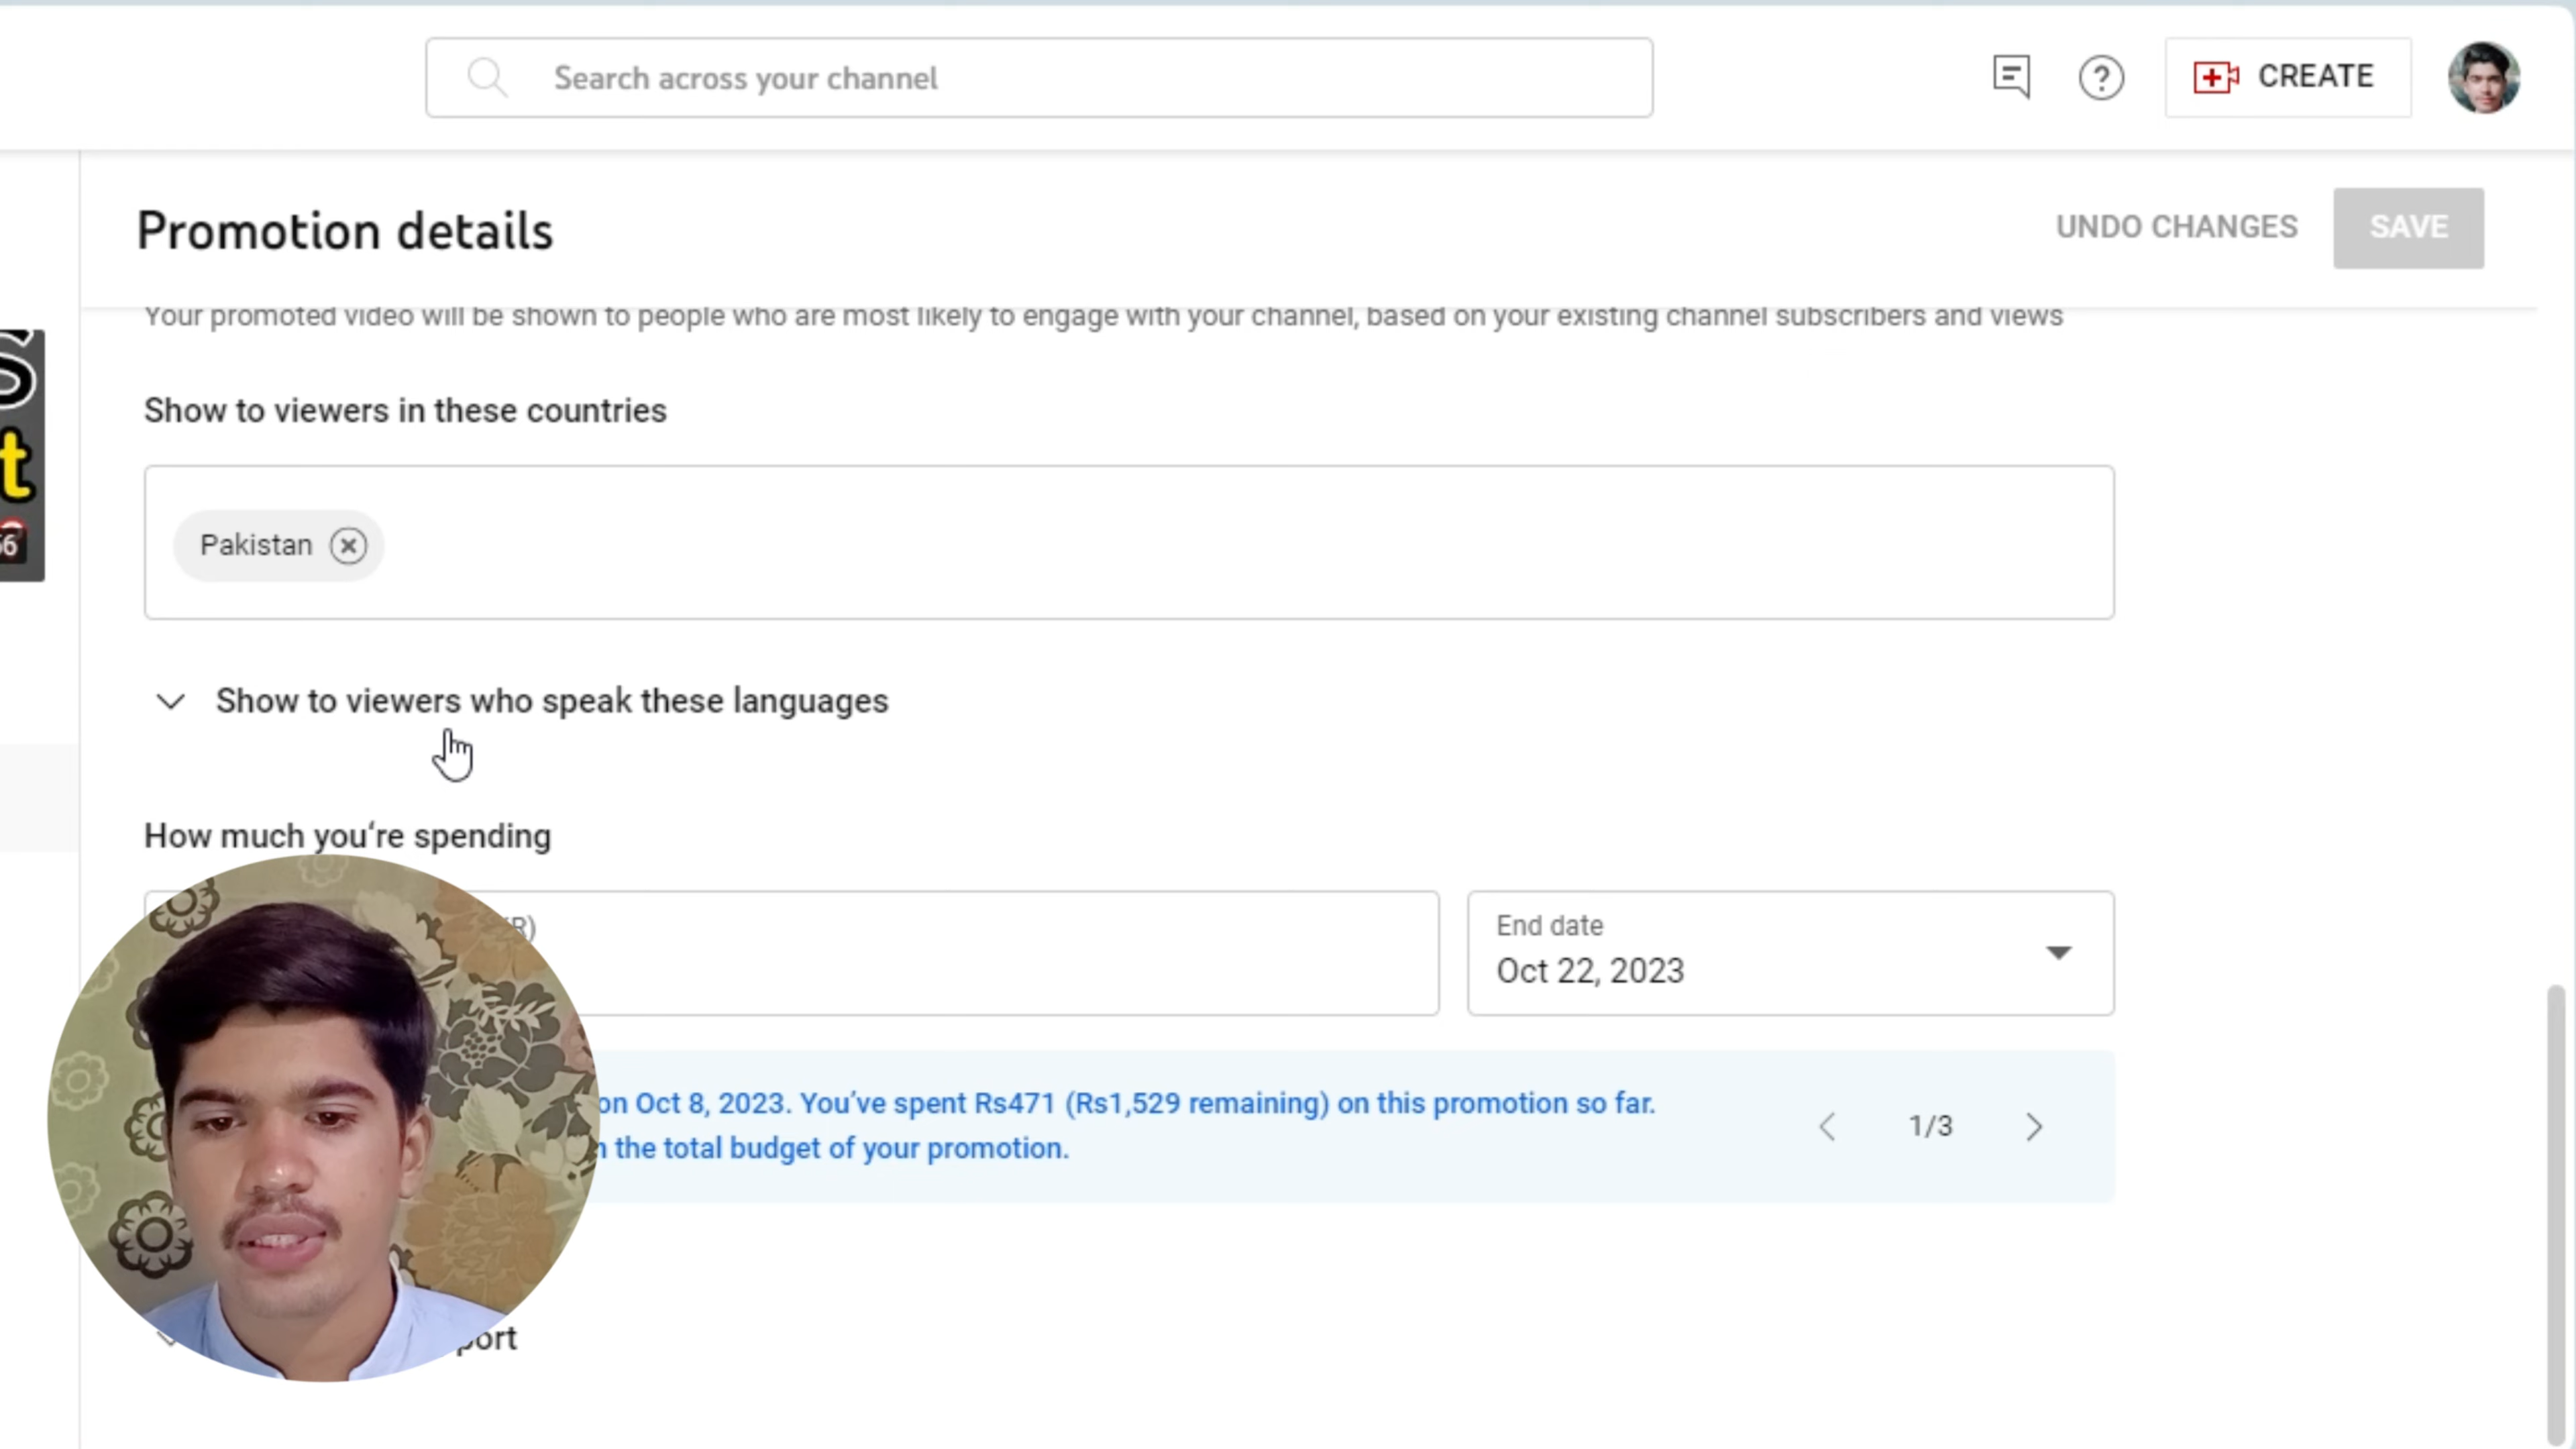 Search across your channel
CREATE
Promotion details
UNDO CHANGES
SAVE
Your promoted video will be shown to people who are most likely to engage with your channel, based on your existing channel subscribers and views
Show to viewers in these countries
S
t
56
Pakistan
Show to viewers who speak these languages
How much you're spending
R)
End date
Oct 22, 2023
on Oct 8, 2023. You've spent Rs471 (Rs1,529 remaining) on this promotion so far.
the total budget of your promotion.
1/3
port